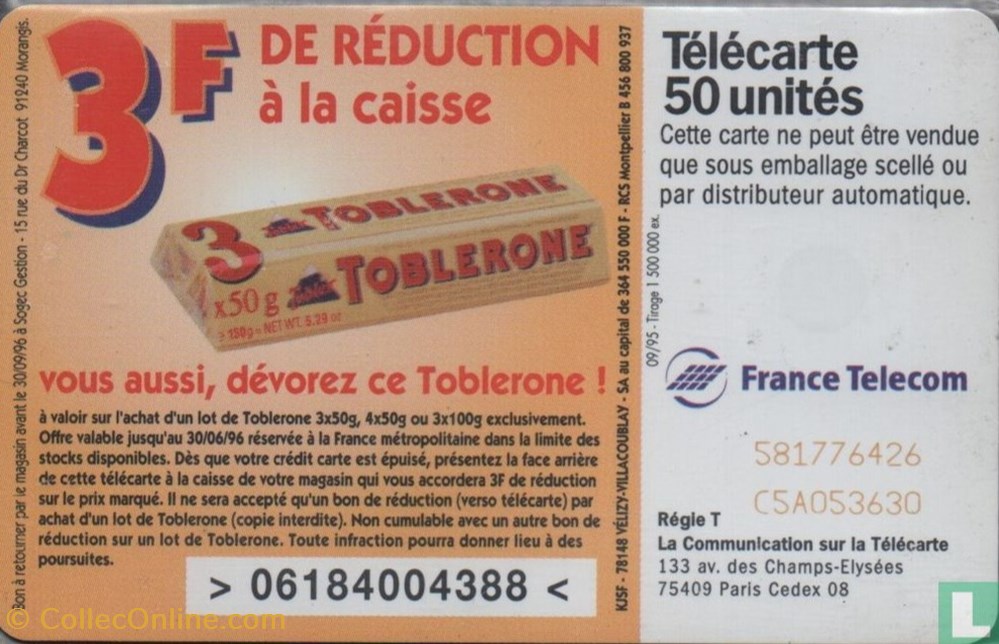 3F DE RÉDUCTION
à la caisse
3 TOBLERONE
TOBLERONE
x50g
150g = NET WT. 5.29 oz
vous aussi, dévorez ce Toblerone !
à valoir sur l'achat d'un lot de Toblerone 3x50g, 4x50g ou 3x100g exclusivement.
Offre valable jusqu'au 30/06/96 réservée à la France métropolitaine dans la limite des
stocks disponibles. Dès que votre crédit carte est épuisé, présentez la face arrière
de cette télécarte à la caisse de votre magasin qui vous accordera 3F de réduction
sur le prix marqué. Il ne sera accepté qu'un bon de réduction (verso télécarte) par
achat d'un lot de Toblerone (copie interdite). Non cumulable avec un autre bon de
réduction sur un lot de Toblerone. Toute infraction pourra donner lieu à des
poursuites.
> 06184004388 <
Bon à retourner par le magasin avant le 30/09/96 à Sogec Gestion - 15 rue du Dr Charcot 91240 Morangis.
KJSF - 78148 VÉLIZY-VILLACOUBLAY - SA au capital de 364 550 000 F - RCS Montpellier B 456 800 937
Télécarte
50 unités
Cette carte ne peut être vendue
que sous emballage scellé ou
par distributeur automatique.
09/95 - Tirage 1 500 000 ex.
France Telecom
581776426
C5A053630
Régie T
La Communication sur la Télécarte
133 av. des Champs-Elysées
75409 Paris Cedex 08
© CollecOnline.com
L